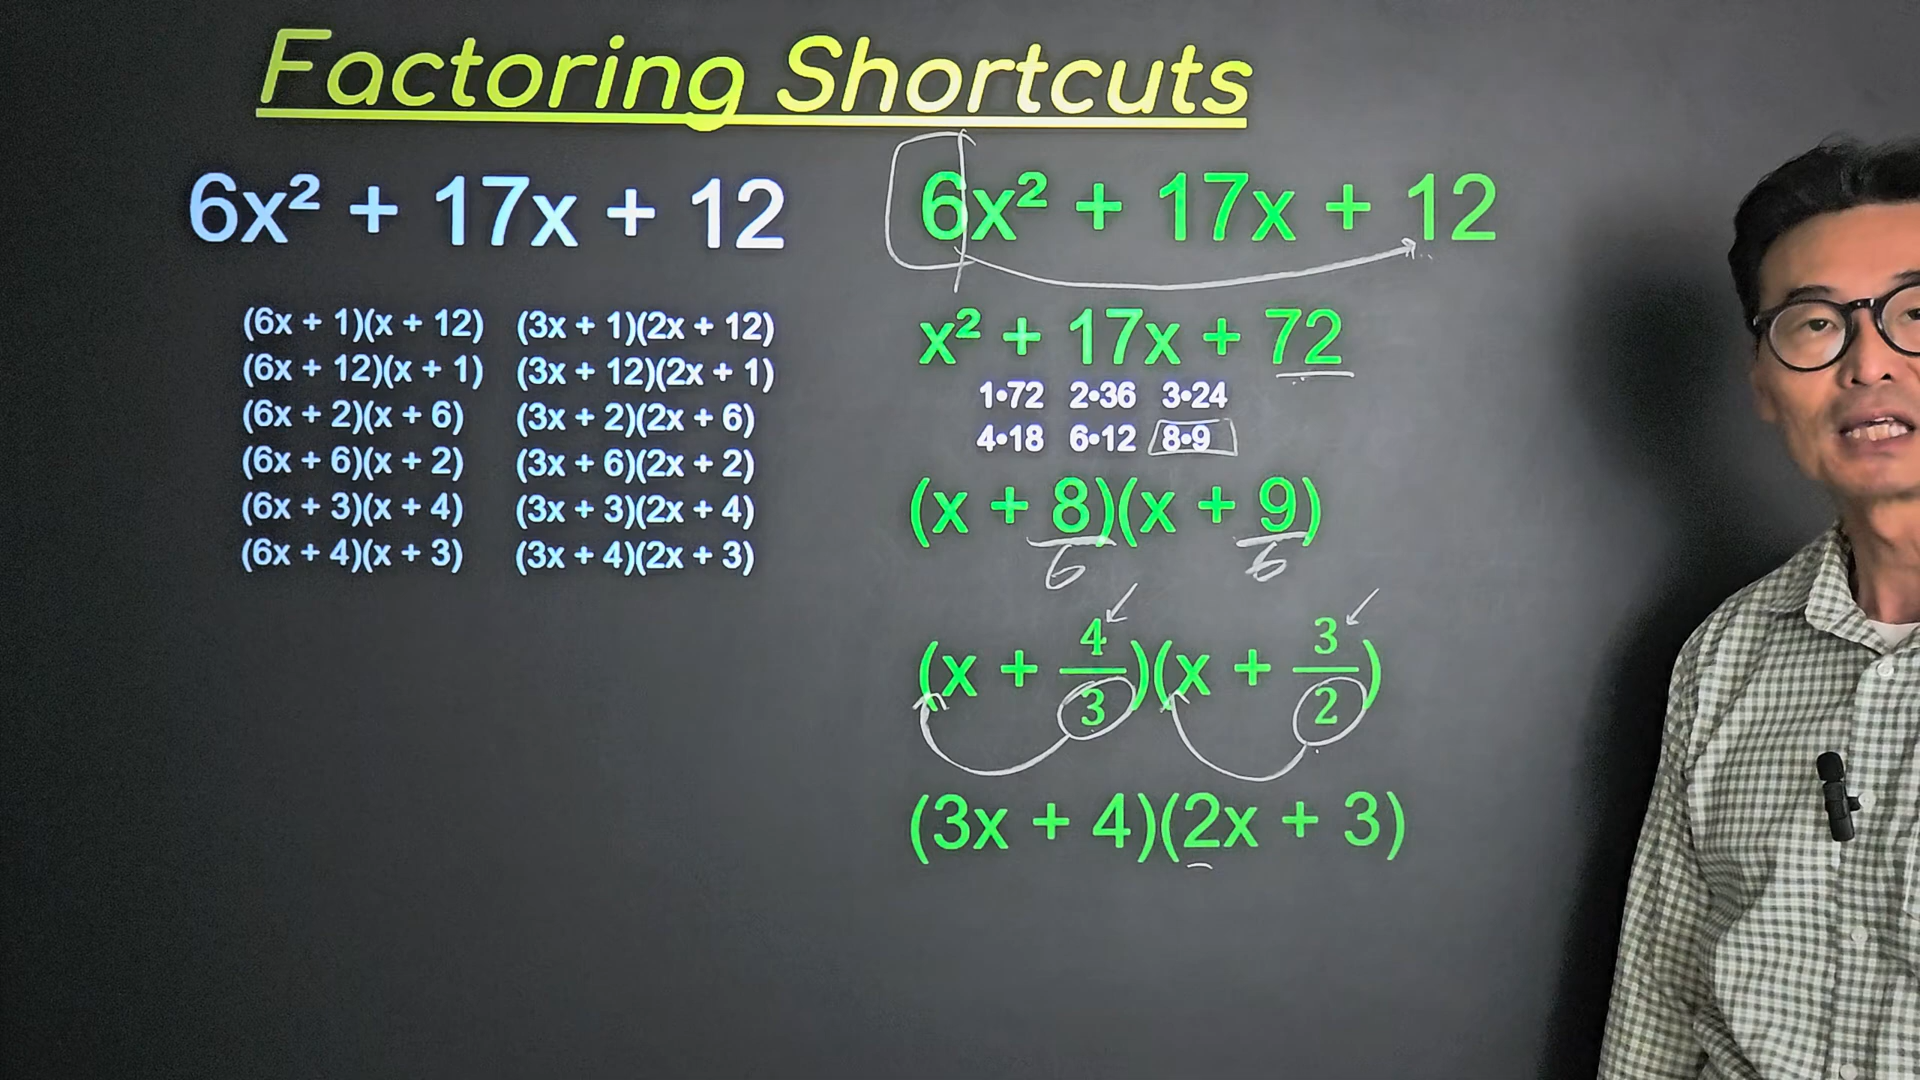 Factoring Shortcuts
6x² + 17x + 12
(6x + 1)(x + 12) (3x + 1)(2x + 12)
(6x + 12)(x + 1) (3x + 12)(2x + 1)
(6x + 2)(x + 6) (3x + 2)(2x + 6)
(6x + 6)(x + 2) (3x + 6)(2x + 2)
(6x + 3)(x + 4) (3x + 3)(2x + 4)
(6x + 4)(x + 3) (3x + 4)(2x + 3)
6x² + 17x + 12
x² + 17x + 72
1•72 2•36 3•24
4•18 6•12 8•9
(x + 8)(x + 9)
6 6
(x + 4/3)(x + 3/2)
(3x + 4)(2x + 3)